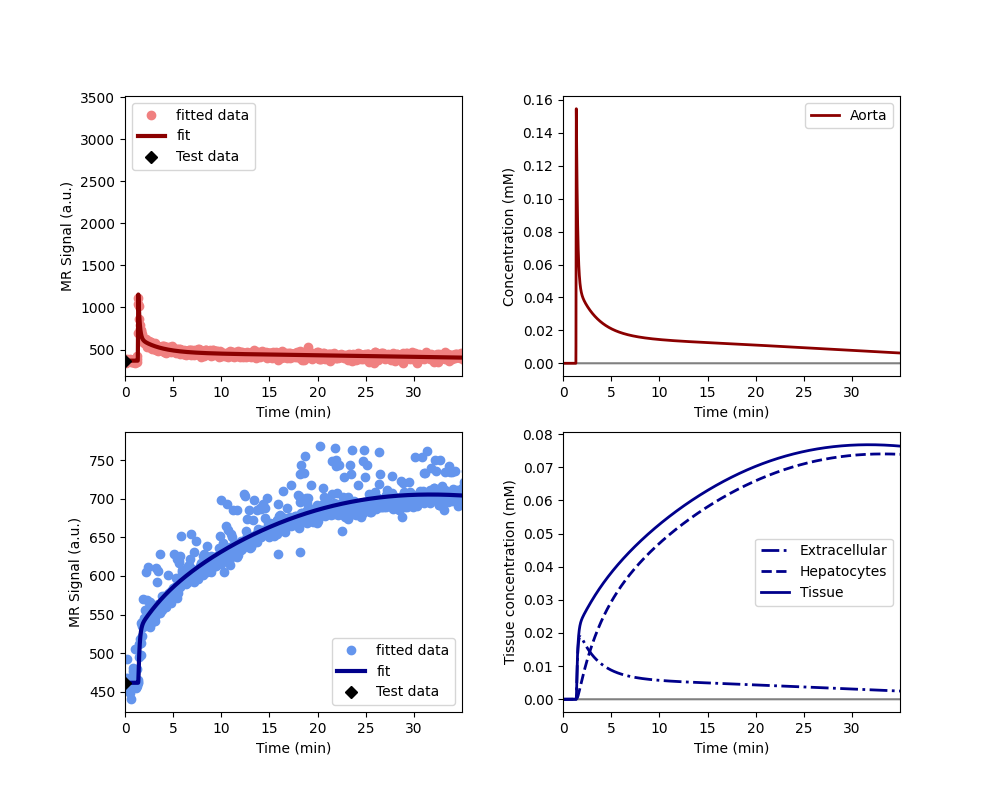 3500
3000
2500
2000
1500
1000
500
MR Signal (a.u.)
fitted data
fit
Test data
0 5 10 15 20 25 30
Time (min)
0.16
0.14
0.12
0.10
0.08
0.06
0.04
0.02
0.00
Concentration (mM)
Aorta
0 5 10 15 20 25 30
Time (min)
750
700
650
600
550
500
450
MR Signal (a.u.)
fitted data
fit
Test data
0 5 10 15 20 25 30
Time (min)
0.08
0.07
0.06
0.05
0.04
0.03
0.02
0.01
0.00
Tissue concentration (mM)
Extracellular
Hepatocytes
Tissue
0 5 10 15 20 25 30
Time (min)